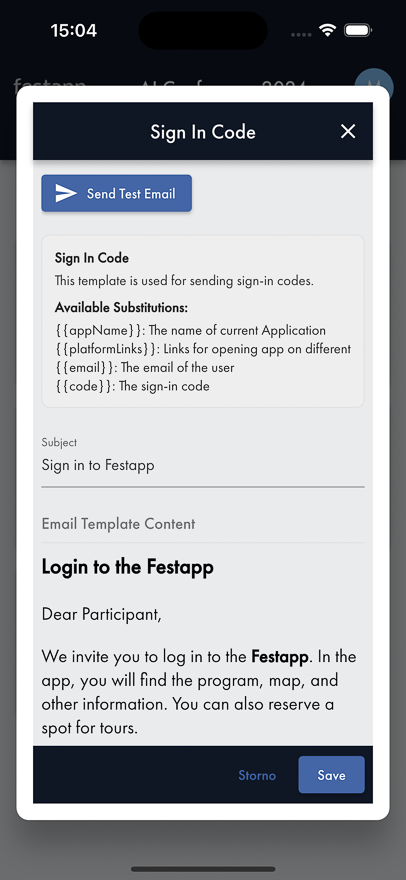 15:04
Sign In Code
Send Test Email
Sign In Code
This template is used for sending sign-in codes.
Available Substitutions:
{{appName}}: The name of current Application
{{platformLinks}}: Links for opening app on different
{{email}}: The email of the user
{{code}}: The sign-in code
Subject
Sign in to Festapp
Email Template Content
Login to the Festapp
Dear Participant,
We invite you to log in to the Festapp. In the
app, you will find the program, map, and
other information. You can also reserve a
spot for tours.
Storno
Save